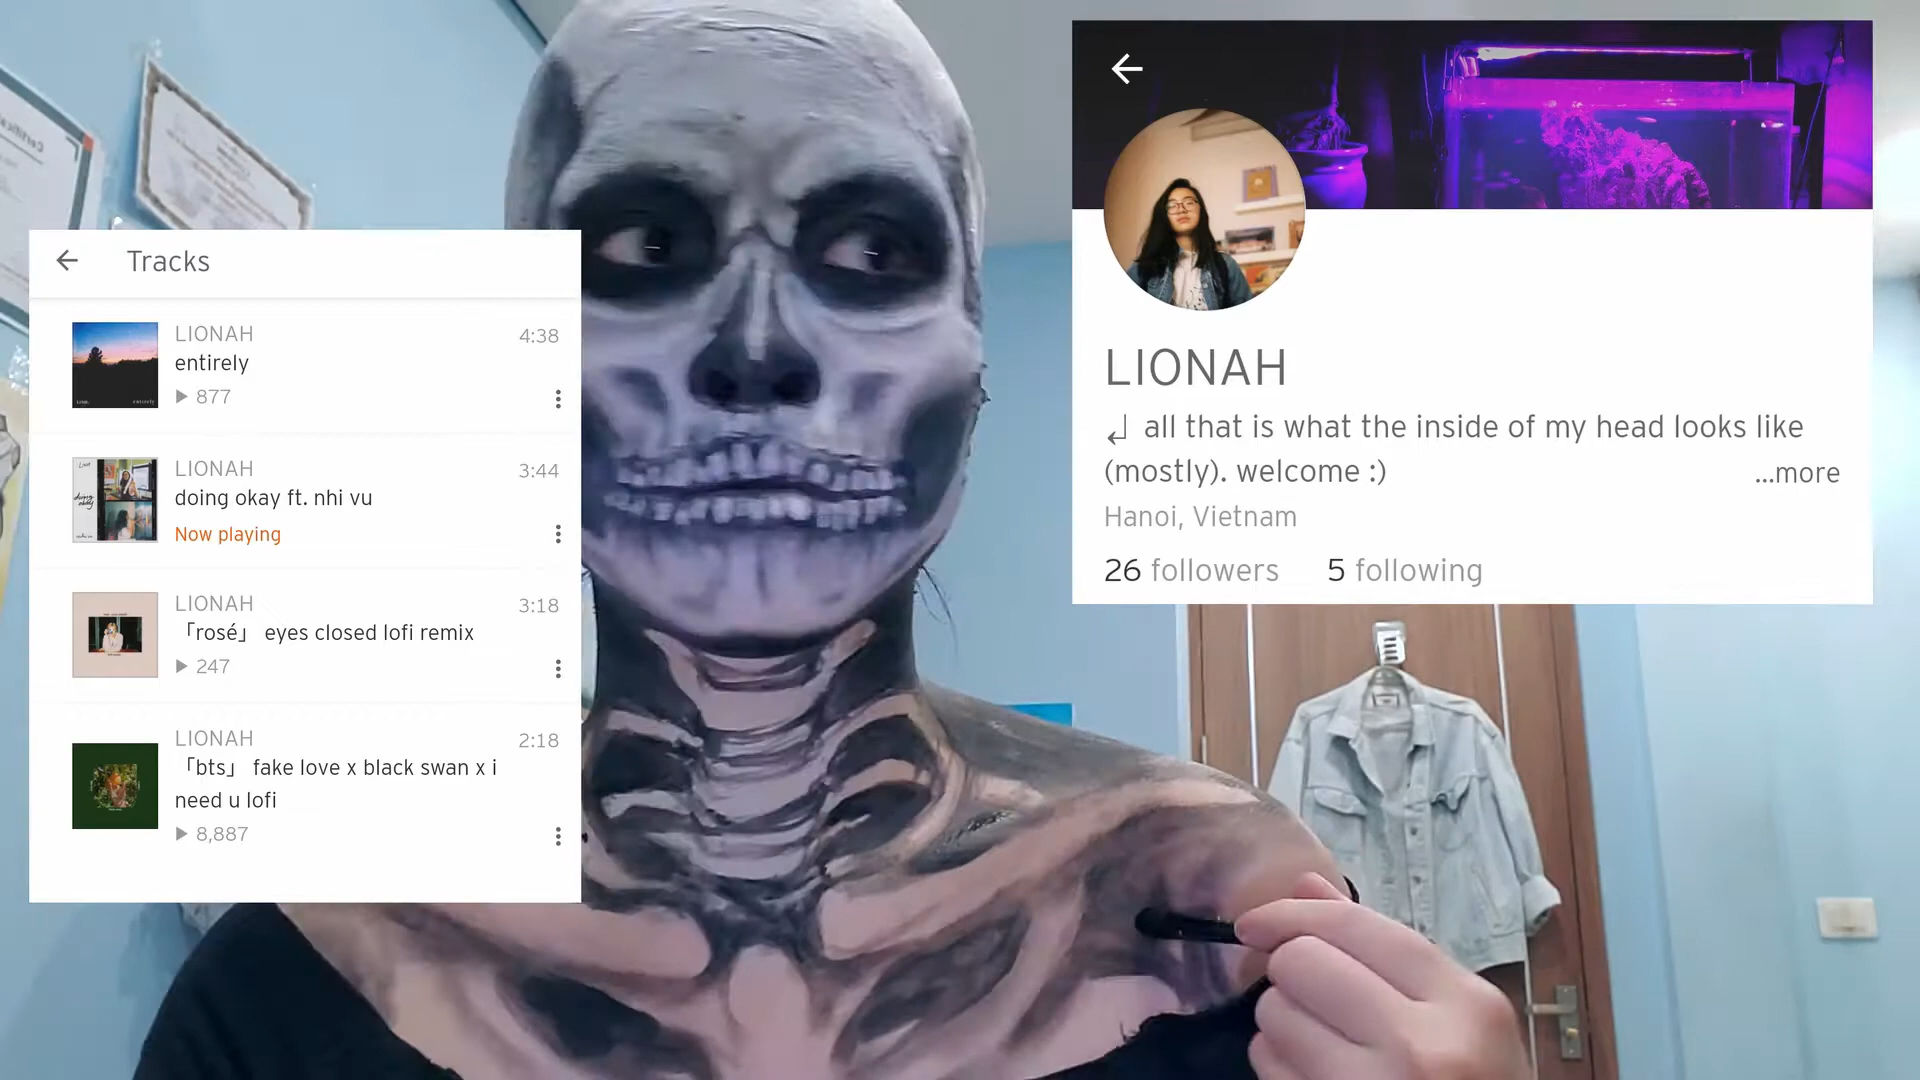 Tracks
LIONAH
4:38
entirely
877
LIONAH
3:44
doing okay ft. nhi vu
Now playing
LIONAH
3:18
「rosé」 eyes closed lofi remix
247
LIONAH
2:18
「bts」 fake love x black swan x i
need u lofi
8,887
LIONAH
↲ all that is what the inside of my head looks like
(mostly). welcome :)
...more
Hanoi, Vietnam
26 followers 5 following